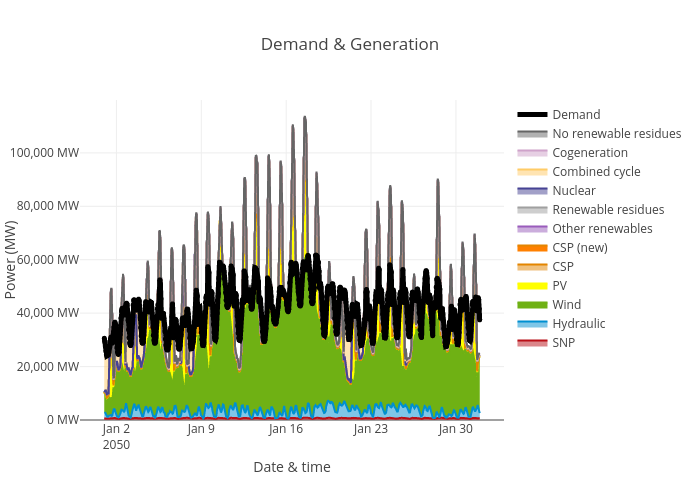 Demand & Generation
Power (MW)
100,000 MW
80,000 MW
60,000 MW
40,000 MW
20,000 MW
0 MW
Jan 2
2050
Jan 9
Jan 16
Jan 23
Jan 30
Date & time
Demand
No renewable residues
Cogeneration
Combined cycle
Nuclear
Renewable residues
Other renewables
CSP (new)
CSP
PV
Wind
Hydraulic
SNP